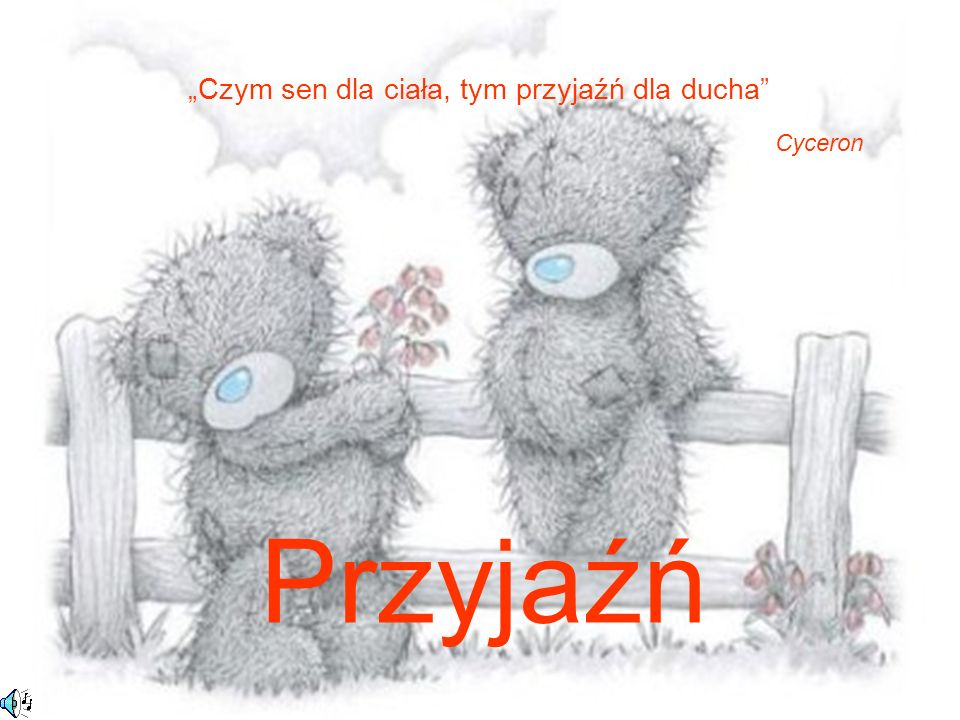 „Czym sen dla ciała, tym przyjaźń dla ducha”
Cyceron
Przyjaźń